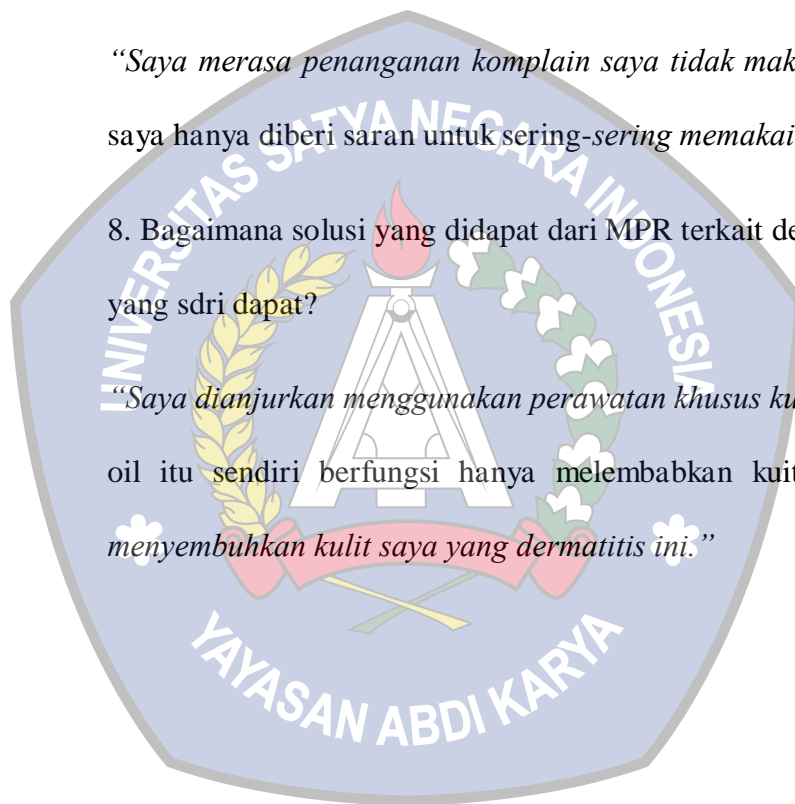 “Saya merasa penanganan komplain saya tidak mak
saya hanya diberi saran untuk sering-sering memakai
8. Bagaimana solusi yang didapat dari MPR terkait de
yang sdri dapat?
“Saya dianjurkan menggunakan perawatan khusus ku
oil itu sendiri berfungsi hanya melembabkan kuit
menyembuhkan kulit saya yang dermatitis ini.”
UNIVERSITAS SATYA NEGARA INDONESIA
YAYASAN ABDI KARYA